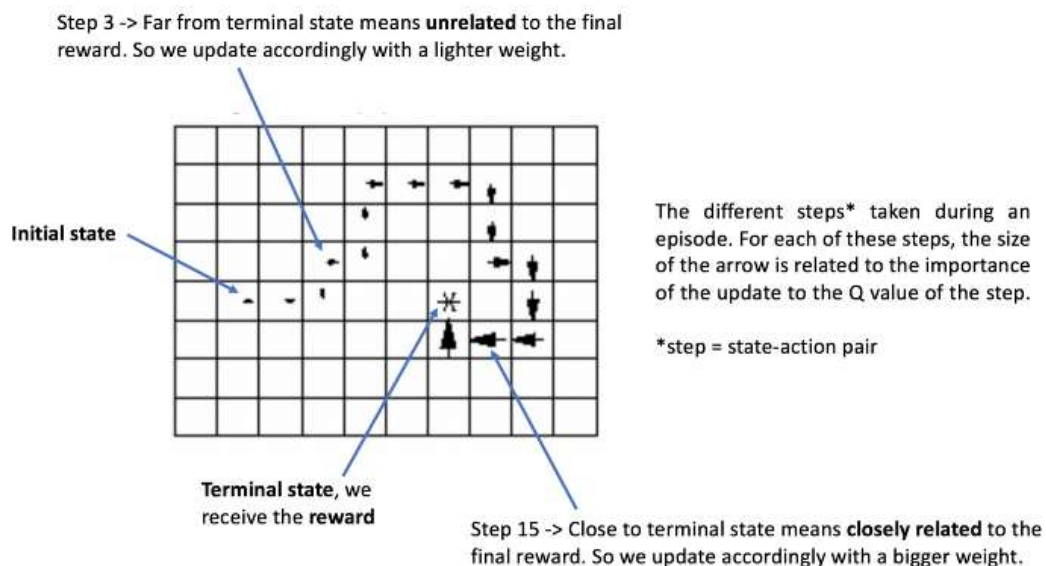 Step 3 -> Far from terminal state means unrelated to the final
reward. So we update accordingly with a lighter weight.
Initial state
The different steps* taken during an
episode. For each of these steps, the size
of the arrow is related to the importance
of the update to the Q value of the step.
*step = state-action pair
Terminal state, we
receive the reward
Step 15 -> Close to terminal state means closely related to the
final reward. So we update accordingly with a bigger weight.